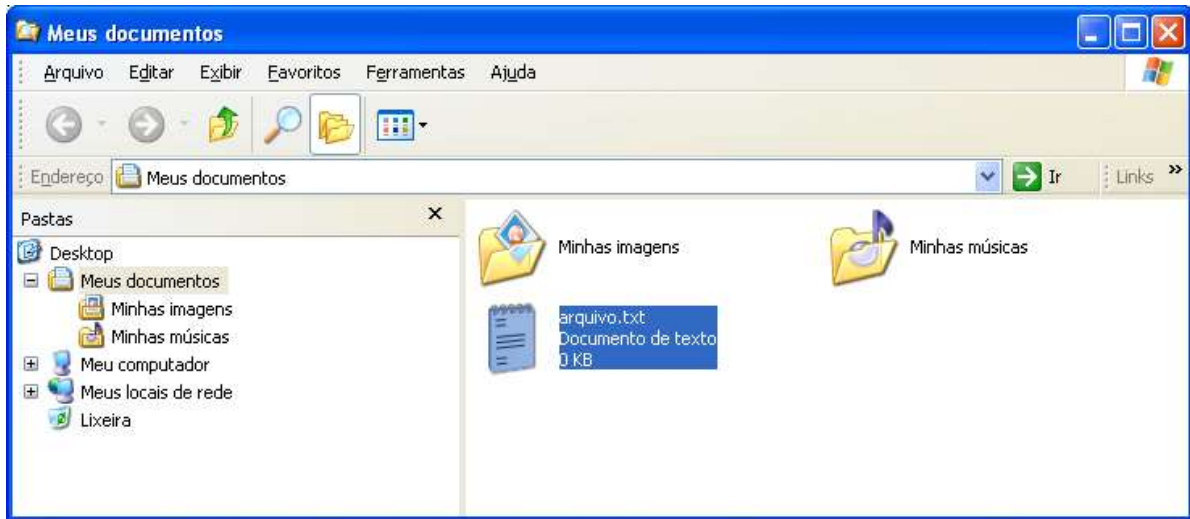 Meus documentos
Arquivo Editar Exibir Favoritos Ferramentas Ajuda
Endereço Meus documentos Ir Links »
Pastas x
Desktop
Meus documentos
Minhas imagens
Minhas músicas
Meu computador
Meus locais de rede
Lixeira
Minhas imagens
Minhas músicas
arquivo.txt
Documento de texto
0 KB